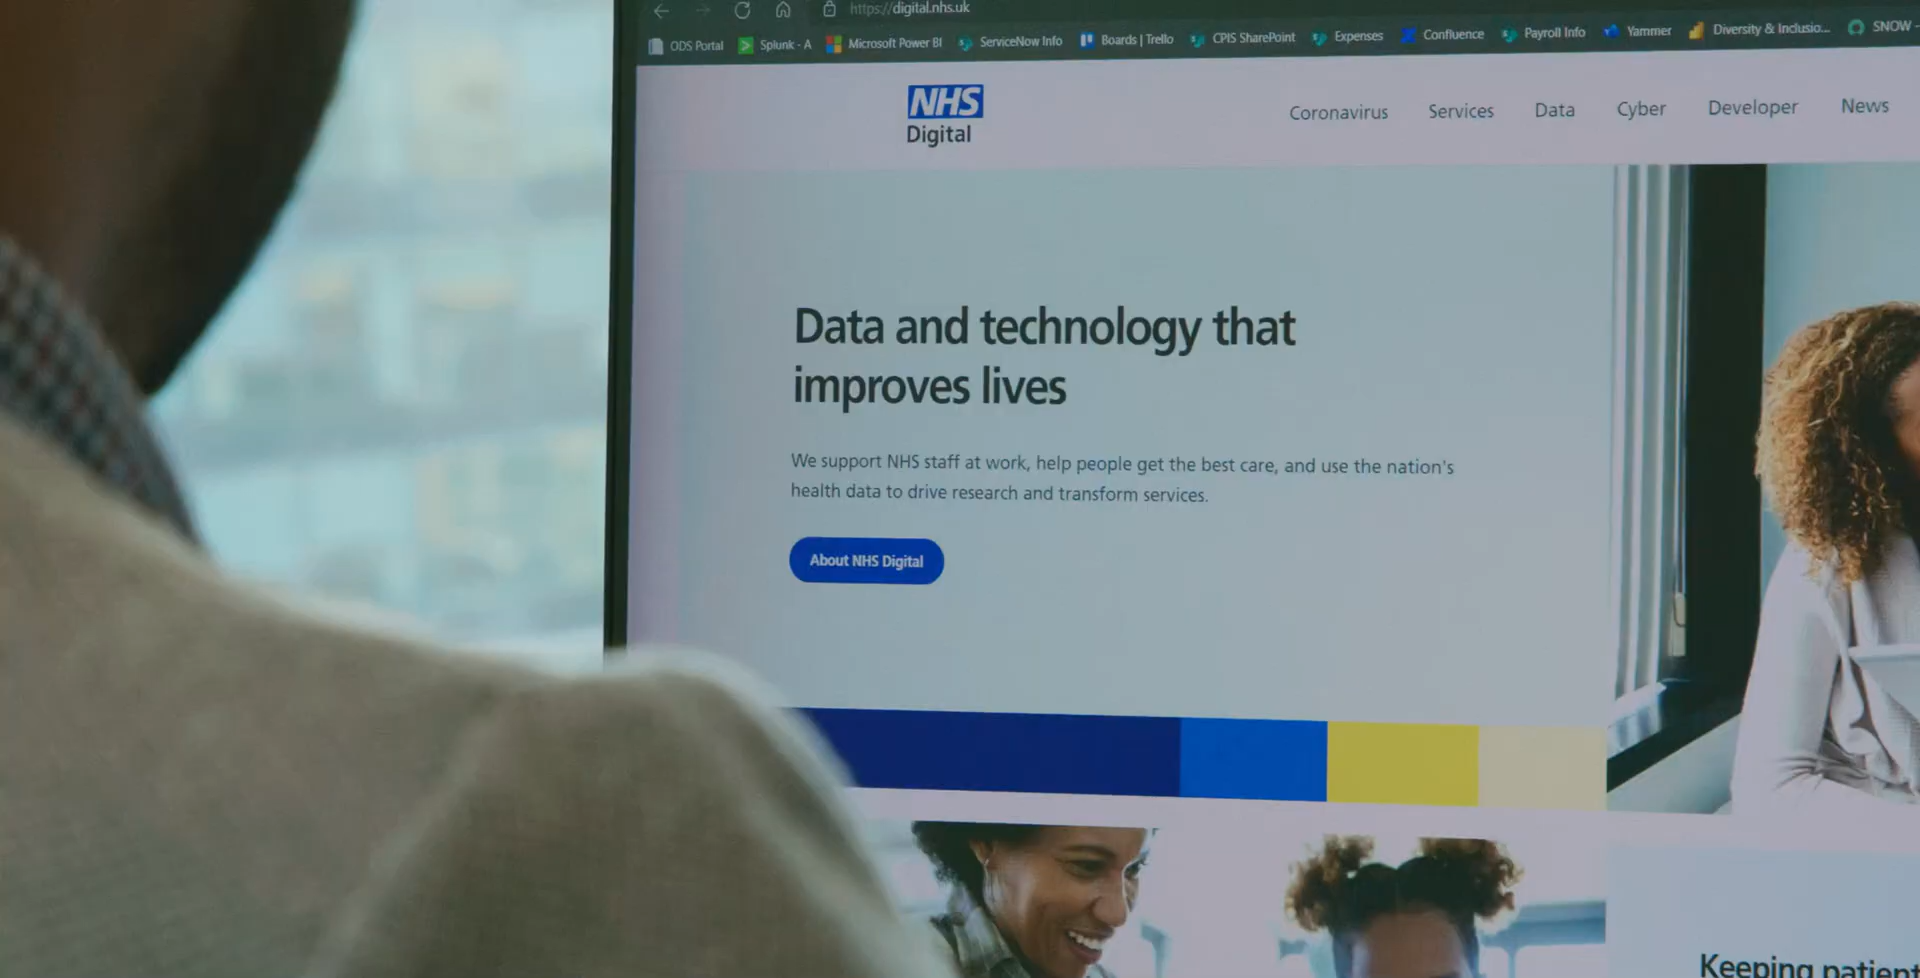 https://digital.nhs.uk
ODS Portal
Splunk - A
Microsoft Power BI
ServiceNow Info
Boards | Trello
CPIS SharePoint
Expenses
Confluence
Payroll Info
Yammer
Diversity & Inclusio...
SNOW -
NHS
Digital
Coronavirus
Services
Data
Cyber
Developer
News
Data and technology that
improves lives
We support NHS staff at work, help people get the best care, and use the nation's
health data to drive research and transform services.
About NHS Digital
Keeping patient